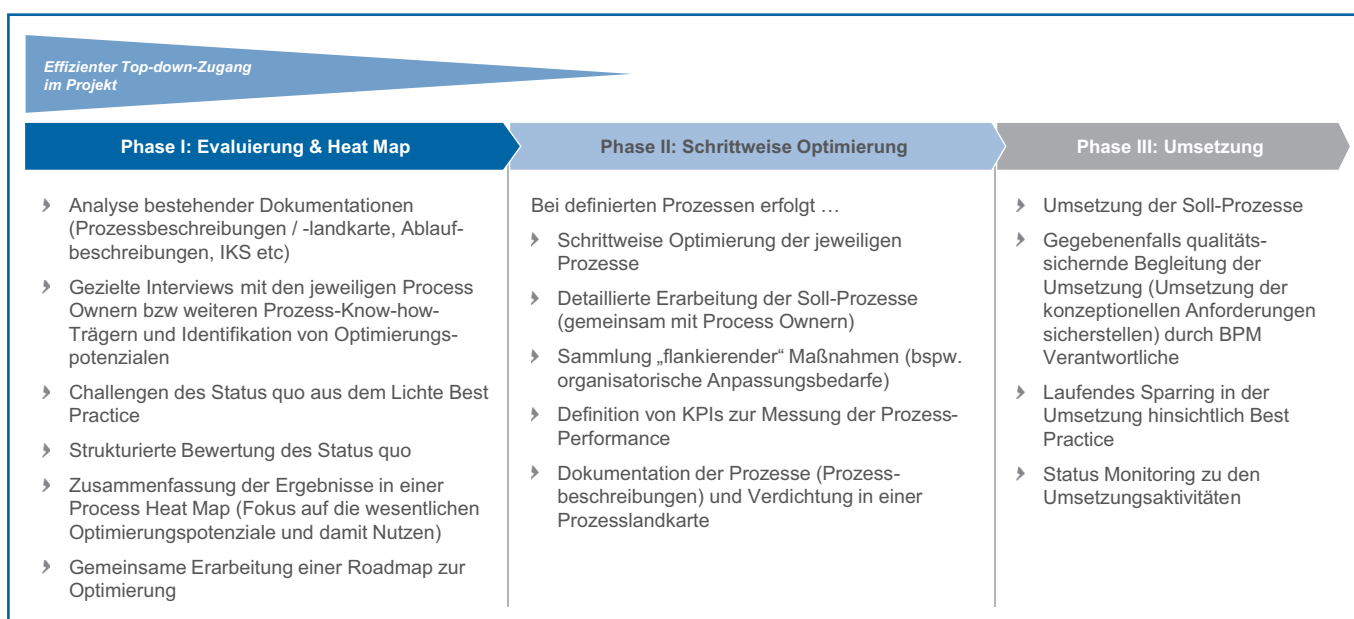 Effizienter Top-down-Zugang
im Projekt
Phase I: Evaluierung & Heat Map
Phase II: Schrittweise Optimierung
Phase III: Umsetzung
Analyse bestehender Dokumentationen
(Prozessbeschreibungen / -landkarte, Ablauf-
beschreibungen, IKS etc)
Gezielte Interviews mit den jeweiligen Process
Ownern bzw weiteren Prozess-Know-how-
Trägern und Identifikation von Optimierungs-
potenzialen
Challengen des Status quo aus dem Lichte Best
Practice
Strukturierte Bewertung des Status quo
Zusammenfassung der Ergebnisse in einer
Process Heat Map (Fokus auf die wesentlichen
Optimierungspotenziale und damit Nutzen)
Gemeinsame Erarbeitung einer Roadmap zur
Optimierung
Bei definierten Prozessen erfolgt …
Schrittweise Optimierung der jeweiligen
Prozesse
Detaillierte Erarbeitung der Soll-Prozesse
(gemeinsam mit Process Ownern)
Sammlung „flankierender“ Maßnahmen (bspw.
organisatorische Anpassungsbedarfe)
Definition von KPIs zur Messung der Prozess-
Performance
Dokumentation der Prozesse (Prozess-
beschreibungen) und Verdichtung in einer
Prozesslandkarte
Umsetzung der Soll-Prozesse
Gegebenenfalls qualitäts-
sichernde Begleitung der
Umsetzung (Umsetzung der
konzeptionellen Anforderungen
sicherstellen) durch BPM
Verantwortliche
Laufendes Sparring in der
Umsetzung hinsichtlich Best
Practice
Status Monitoring zu den
Umsetzungsaktivitäten